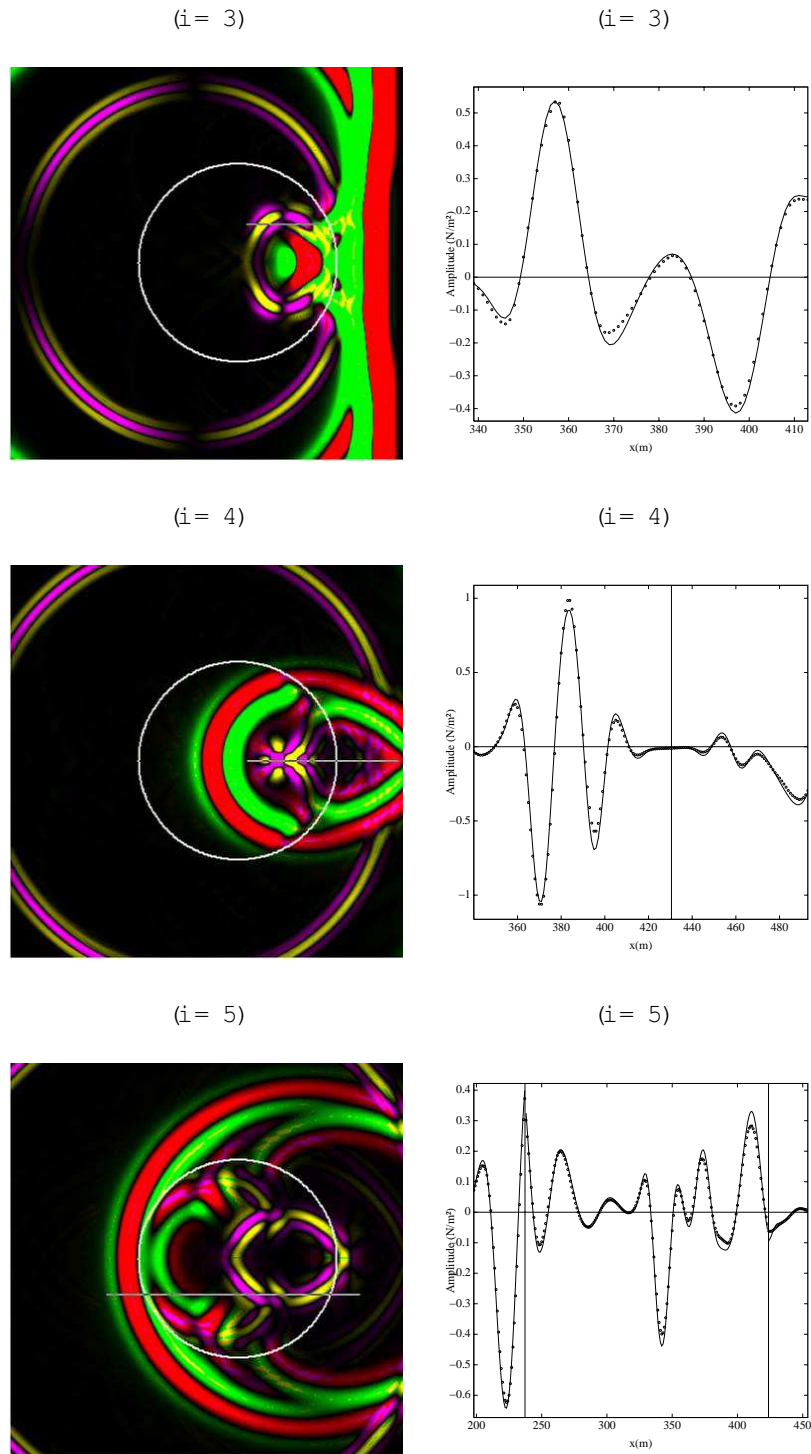 (i= 3)
(i= 3)
0.5
0.4
0.3
0.2
0.1
0
−0.1
−0.2
−0.3
−0.4
Amplitude (N/m²)
340 350 360 370 380 390 400 410
x(m)
(i= 4)
(i= 4)
1
0.5
0
−0.5
−1
Amplitude (N/m²)
360 380 400 420 440 460 480
x(m)
(i= 5)
(i= 5)
0.4
0.3
0.2
0.1
0
−0.1
−0.2
−0.3
−0.4
−0.5
−0.6
Amplitude (N/m²)
200 250 300 350 400 450
x(m)